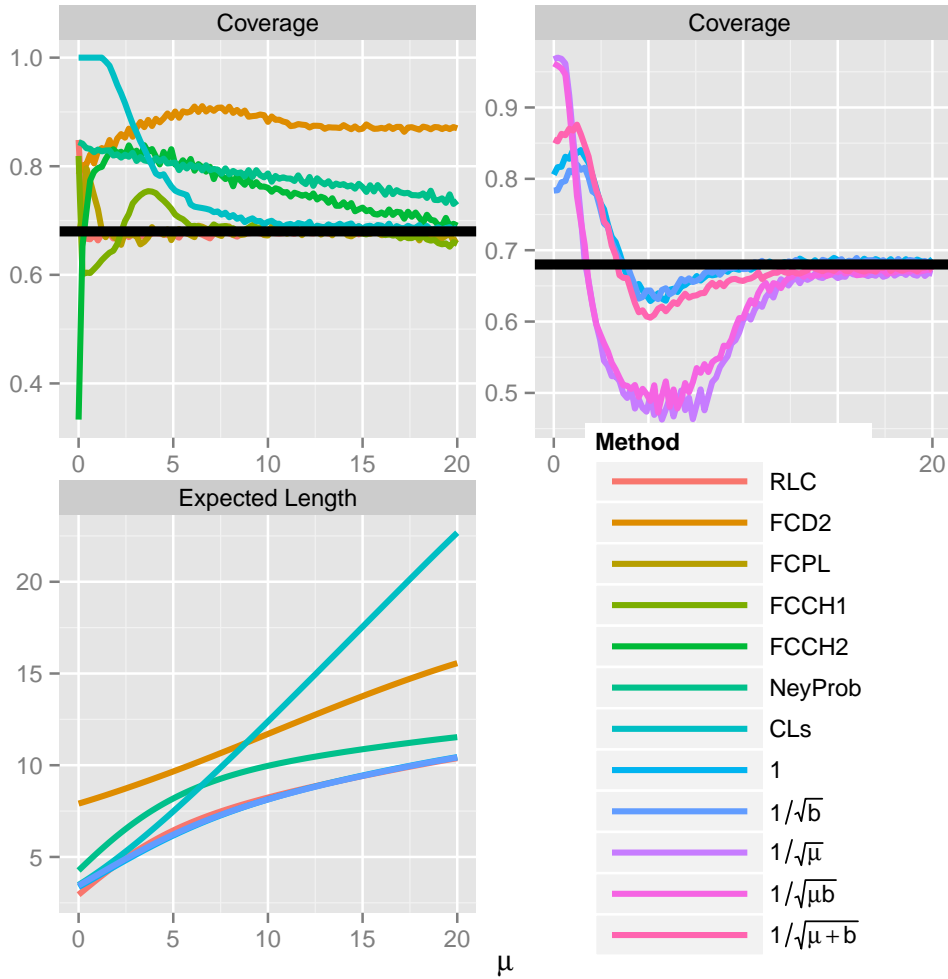 Coverage
1.0
0.8
0.6
0.4
0 5 10 15 20
Coverage
0.9
0.8
0.7
0.6
0.5
0 20
Expected Length
20
15
10
5
0 5 10 15 20
μ
Method
RLC
FCD2
FCPL
FCCH1
FCCH2
NeyProb
CLs
1
1/√b
1/√μ
1/√μb
1/√μ + b